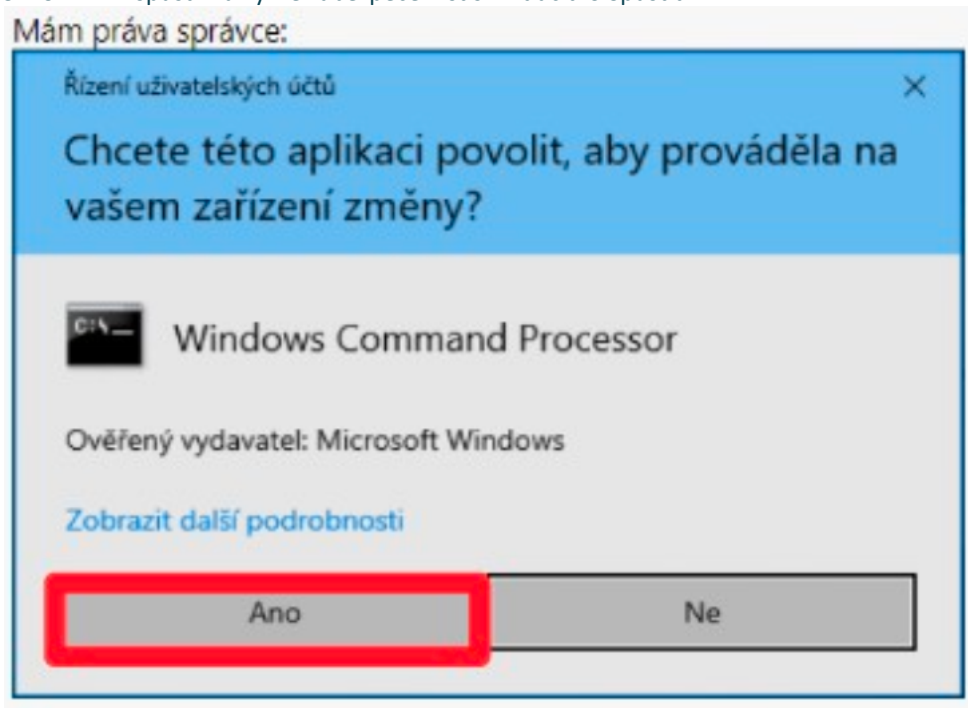 Mám práva správce:
Řízení uživatelských účtů
Chcete této aplikaci povolit, aby prováděla na
vašem zařízení změny?
C:\_
Windows Command Processor
Ověřený vydavatel: Microsoft Windows
Zobrazit další podrobnosti
Ano
Ne